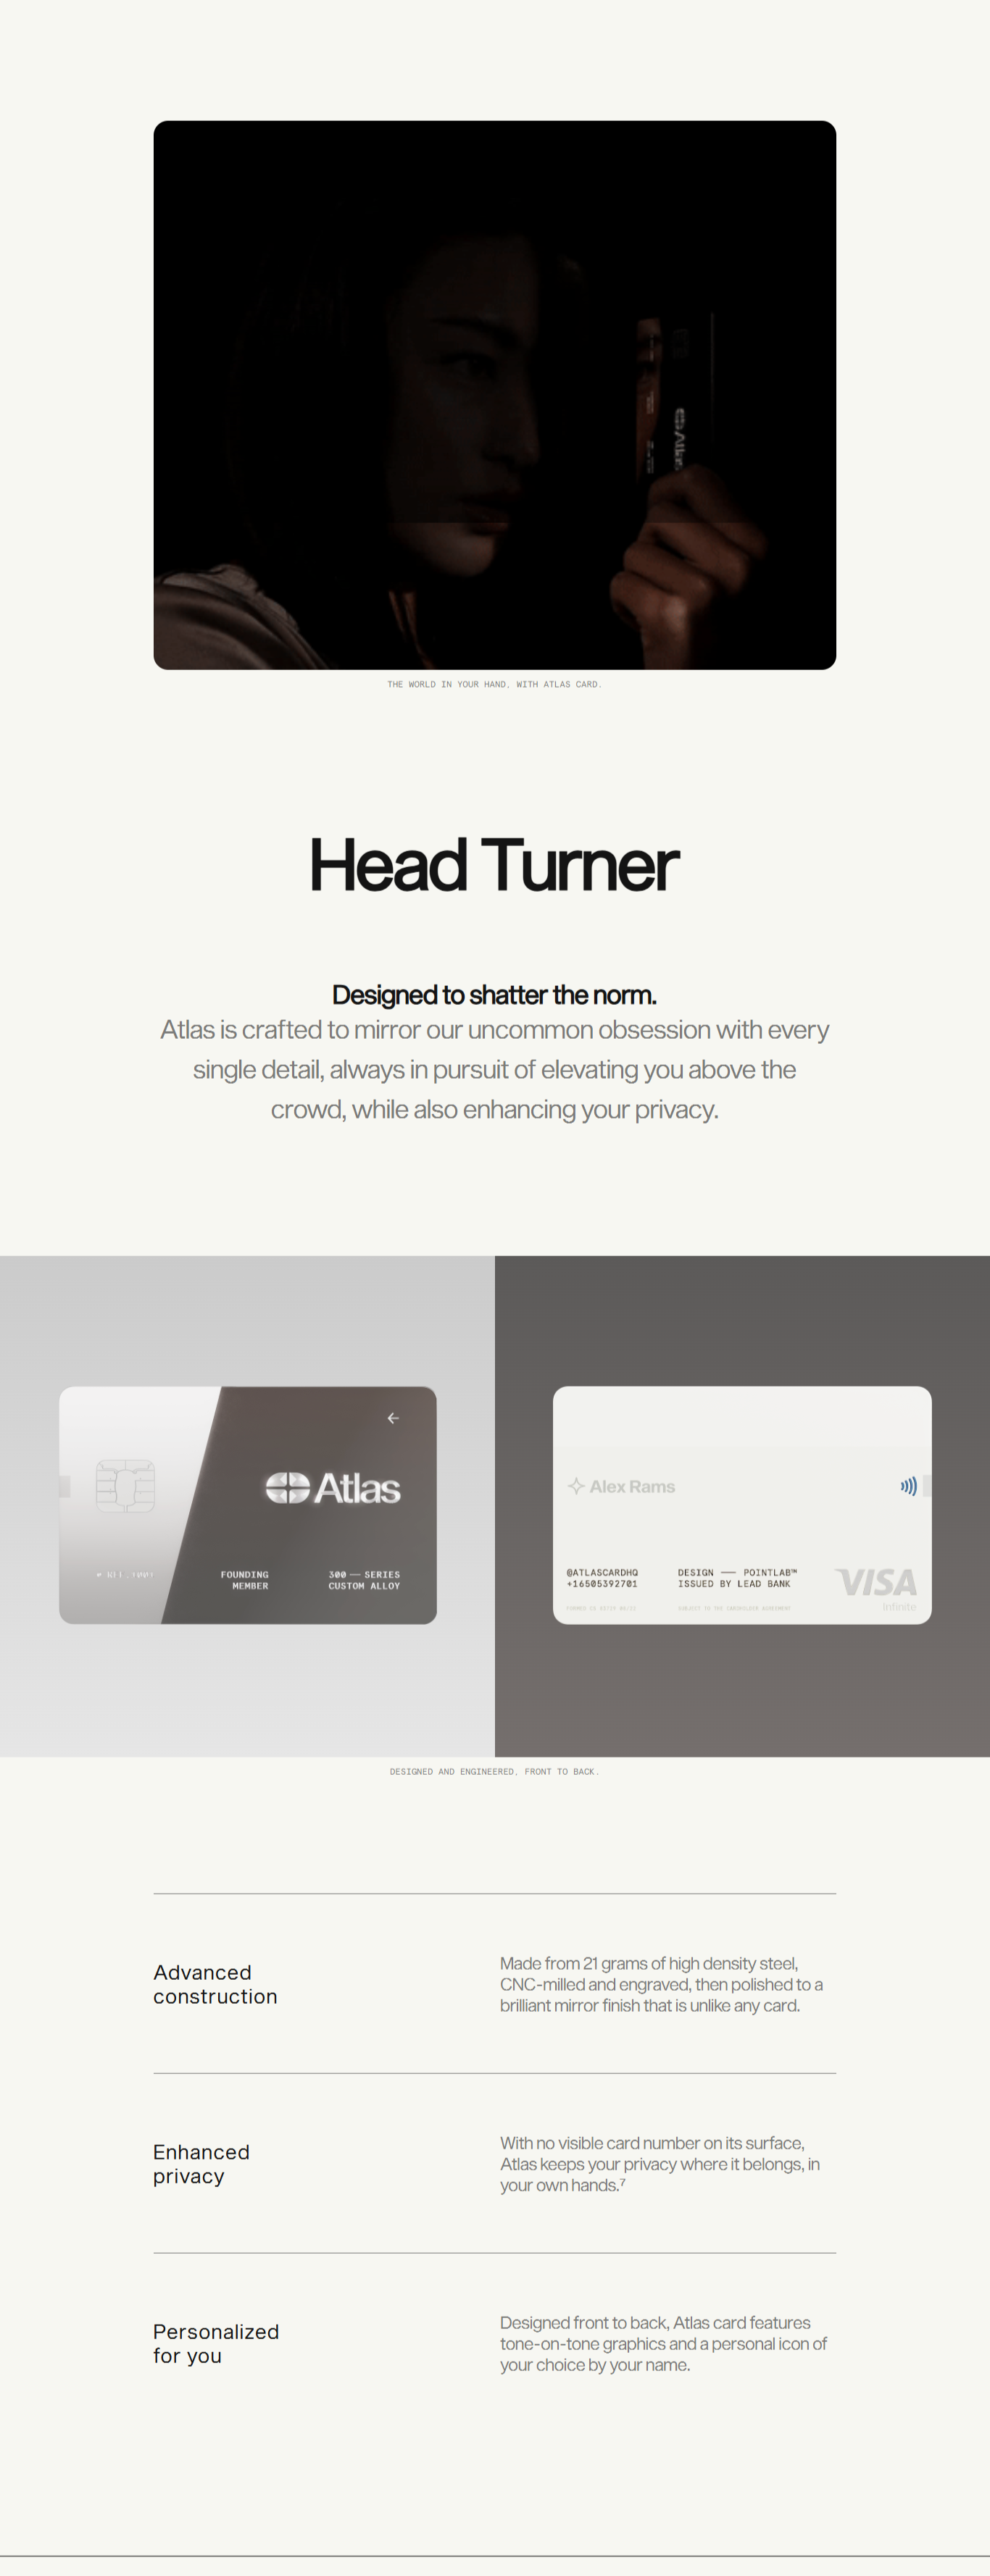 Atlas
THE WORLD IN YOUR HAND, WITH ATLAS CARD.
Head Turner
Designed to shatter the norm.
Atlas is crafted to mirror our uncommon obsession with every
single detail, always in pursuit of elevating you above the
crowd, while also enhancing your privacy.
Atlas
FOUNDING
MEMBER
300 — SERIES
CUSTOM ALLOY
Alex Rams
@ATLASCARDHQ
+16505392701
DESIGN — POINTLAB™
ISSUED BY LEAD BANK
SUBJECT TO THE CARDHOLDER AGREEMENT
VISA
Infinite
DESIGNED AND ENGINEERED, FRONT TO BACK.
Advanced
construction
Made from 21 grams of high density steel,
CNC-milled and engraved, then polished to a
brilliant mirror finish that is unlike any card.
Enhanced
privacy
With no visible card number on its surface,
Atlas keeps your privacy where it belongs, in
your own hands.⁷
Personalized
for you
Designed front to back, Atlas card features
tone-on-tone graphics and a personal icon of
your choice by your name.